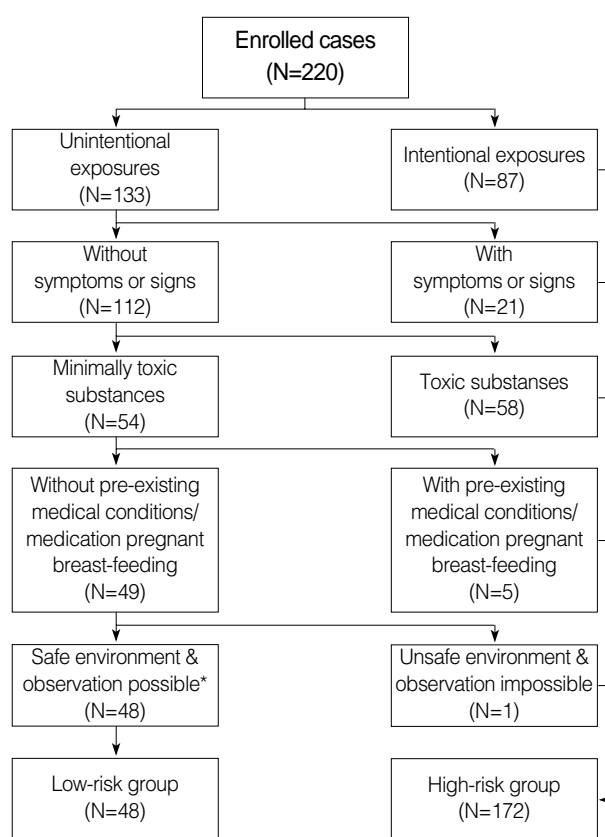 Enrolled cases
(N=220)
Unintentional
exposures
(N=133)
Intentional exposures
(N=87)
Without
symptoms or signs
(N=112)
With
symptoms or signs
(N=21)
Minimally toxic
substances
(N=54)
Toxic substanses
(N=58)
Without pre-existing
medical conditions/
medication pregnant
breast-feeding
(N=49)
With pre-existing
medical conditions/
medication pregnant
breast-feeding
(N=5)
Safe environment &
observation possible*
(N=48)
Unsafe environment &
observation impossible
(N=1)
Low-risk group
(N=48)
High-risk group
(N=172)